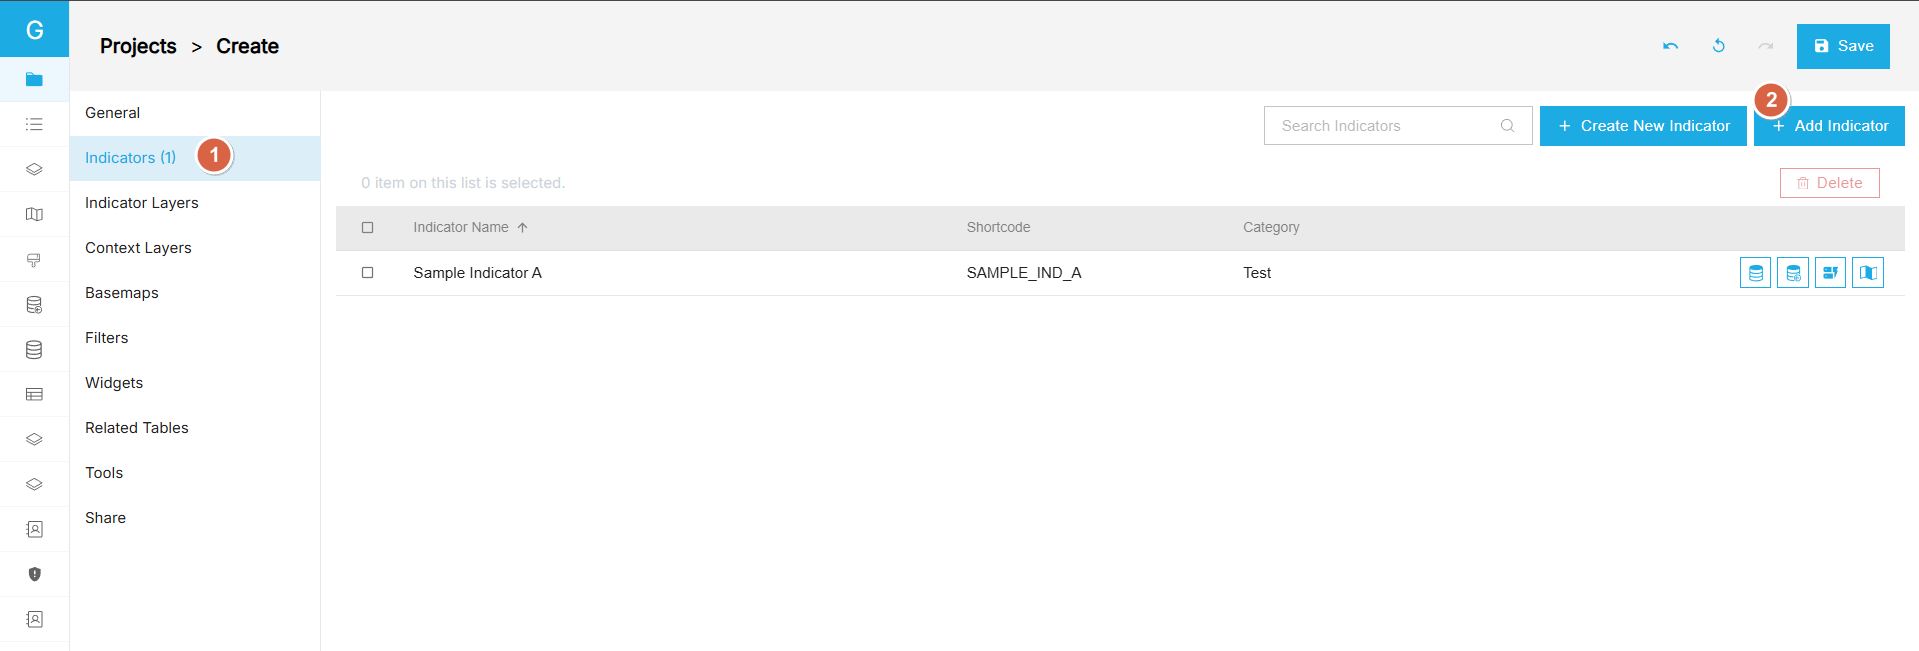 G
Projects > Create
Save
General
Indicators (1)
1
Indicator Layers
Context Layers
Basemaps
Filters
Widgets
Related Tables
Tools
Share
Search Indicators
+ Create New Indicator
2
+ Add Indicator
0 item on this list is selected.
Delete
Indicator Name ↑ Shortcode Category
Sample Indicator A SAMPLE_IND_A Test